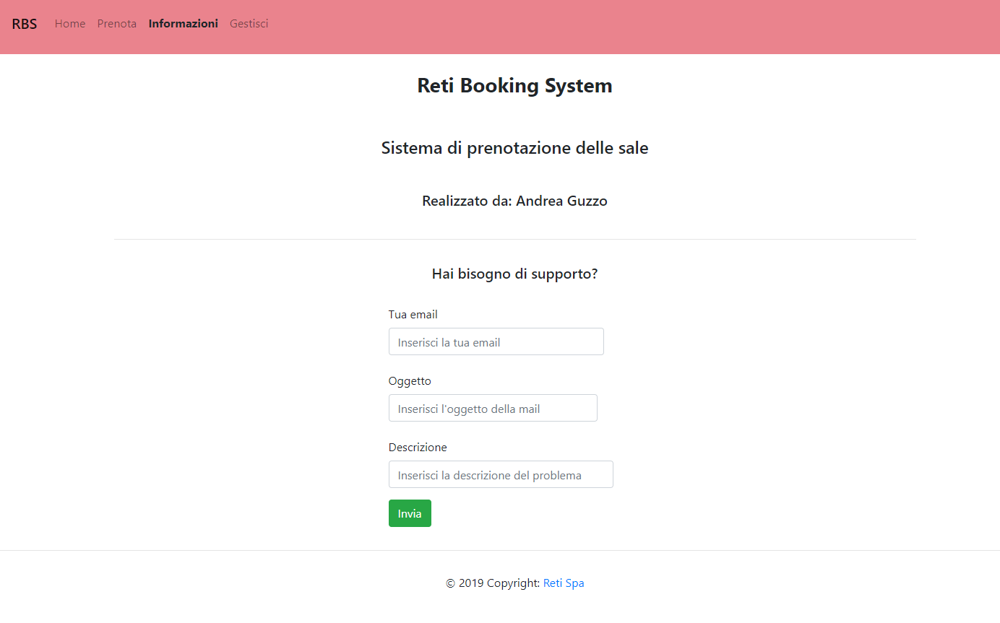 RBS Home Prenota Informazioni Gestisci
Reti Booking System
Sistema di prenotazione delle sale
Realizzato da: Andrea Guzzo
Hai bisogno di supporto?
Tua email
Inserisci la tua email
Oggetto
Inserisci l'oggetto della mail
Descrizione
Inserisci la descrizione del problema
Invia
© 2019 Copyright: Reti Spa